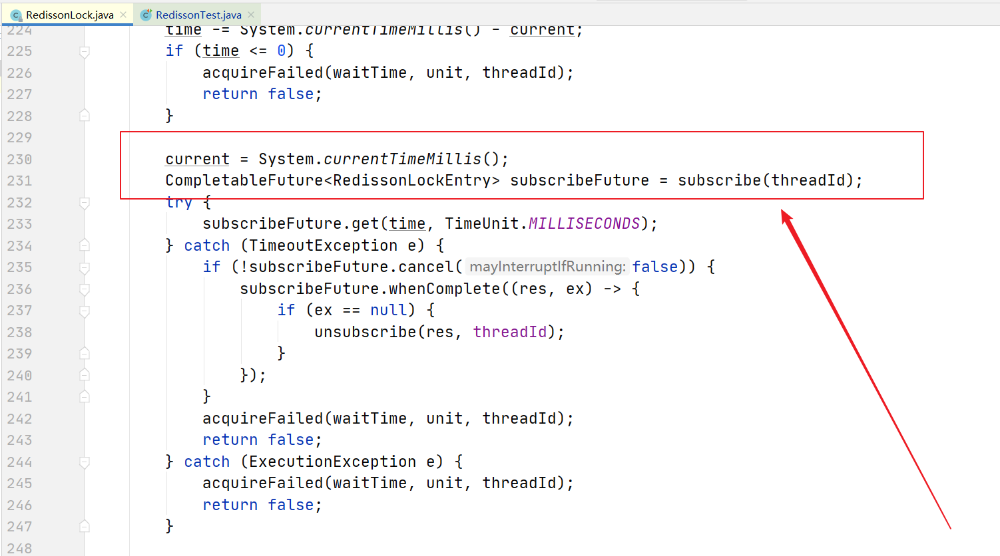 RedissonLock.java × RedissonTest.java ×
224 time -= System.currentTimeMillis() - current;
225 if (time <= 0) {
226 acquireFailed(waitTime, unit, threadId);
227 return false;
228 }
229
230 current = System.currentTimeMillis();
231 CompletableFuture<RedissonLockEntry> subscribeFuture = subscribe(threadId);
232 try {
233 subscribeFuture.get(time, TimeUnit.MILLISECONDS);
234 } catch (TimeoutException e) {
235 if (!subscribeFuture.cancel( mayInterruptIfRunning: false)) {
236 subscribeFuture.whenComplete((res, ex) -> {
237 if (ex == null) {
238 unsubscribe(res, threadId);
239 }
240 });
241 }
242 acquireFailed(waitTime, unit, threadId);
243 return false;
244 } catch (ExecutionException e) {
245 acquireFailed(waitTime, unit, threadId);
246 return false;
247 }
248